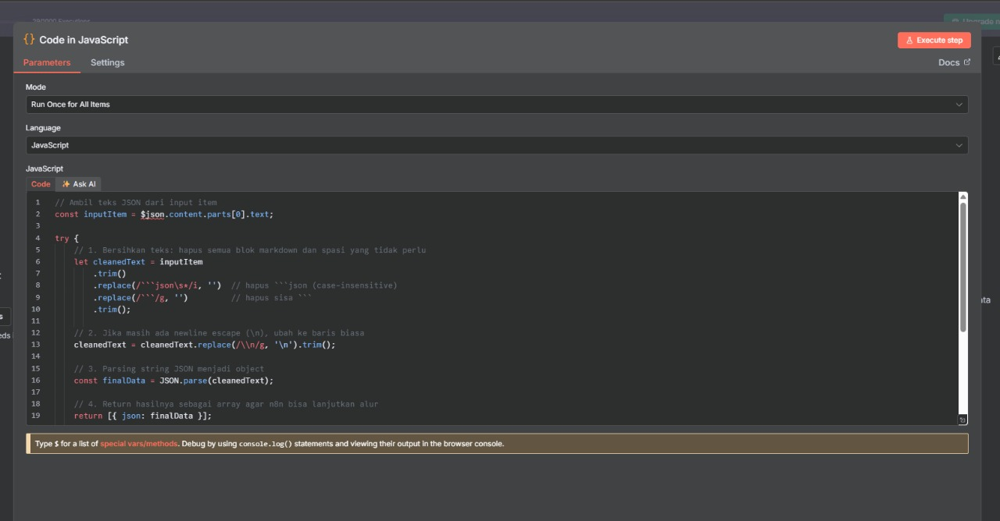 290000 Executions
Upgrade n
{} Code in JavaScript
Execute step
Parameters
Settings
Docs
Mode
Run Once for All Items
Language
JavaScript
JavaScript
Code
Ask AI
1 // Ambil teks JSON dari input item
2 const inputItem = $json.content.parts[0].text;
3
4 try {
5 // 1. Bersihkan teks: hapus semua blok markdown dan spasi yang tidak perlu
6 let cleanedText = inputItem
7 .trim()
8 .replace(/```json\s*/i, '') // hapus ```json (case-insensitive)
9 .replace(/```/g, '') // hapus sisa ```
10 .trim();
11
12 // 2. Jika masih ada newline escape (\n), ubah ke baris biasa
13 cleanedText = cleanedText.replace(/\\n/g, '\n').trim();
14
15 // 3. Parsing string JSON menjadi object
16 const finalData = JSON.parse(cleanedText);
17
18 // 4. Return hasilnya sebagai array agar n8n bisa lanjutkan alur
19 return [{ json: finalData }];
Type $ for a list of special vars/methods. Debug by using console.log() statements and viewing their output in the browser console.